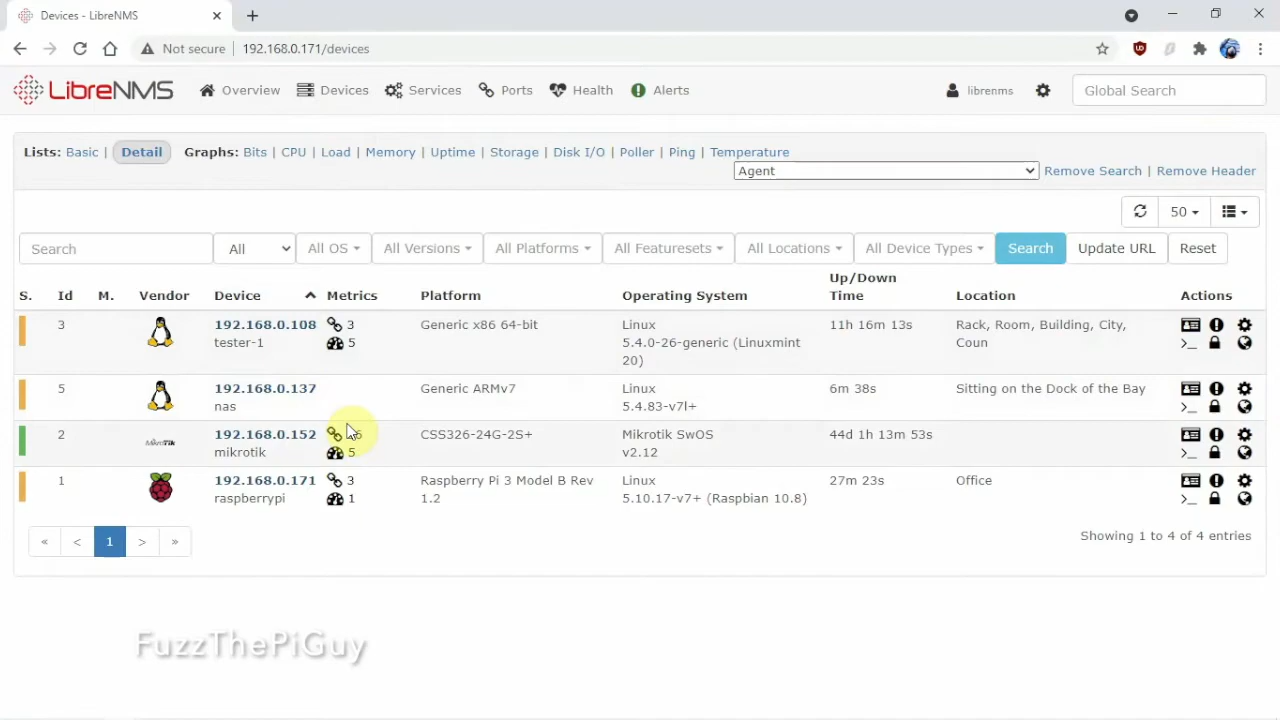 Devices - LibreNMS
Not secure
192.168.0.171/devices
LibreNMS
Overview
Devices
Services
Ports
Health
Alerts
librenms
Global Search
Lists: Basic | Detail Graphs: Bits | CPU | Load | Memory | Uptime | Storage | Disk I/O | Poller | Ping | Temperature
Agent
Remove Search | Remove Header
50
Search
All
All OS
All Versions
All Platforms
All Featuresets
All Locations
All Device Types
Search
Update URL
Reset
S. Id M. Vendor Device Metrics Platform Operating System Up/Down Time Location Actions
3 192.168.0.108 3 Generic x86 64-bit Linux 11h 16m 13s Rack, Room, Building, City,
tester-1 5 5.4.0-26-generic (Linuxmint Coun
20)
5 192.168.0.137 Generic ARMv7 Linux 6m 38s Sitting on the Dock of the Bay
nas 5.4.83-v7l+
2 MikroTik 192.168.0.152 CSS326-24G-2S+ Mikrotik SwOS 44d 1h 13m 53s
mikrotik 5 v2.12
1 192.168.0.171 3 Raspberry Pi 3 Model B Rev Linux 27m 23s Office
raspberrypi 1 1.2 5.10.17-v7+ (Raspbian 10.8)
« < 1 > »
Showing 1 to 4 of 4 entries
FuzzThePiGuy